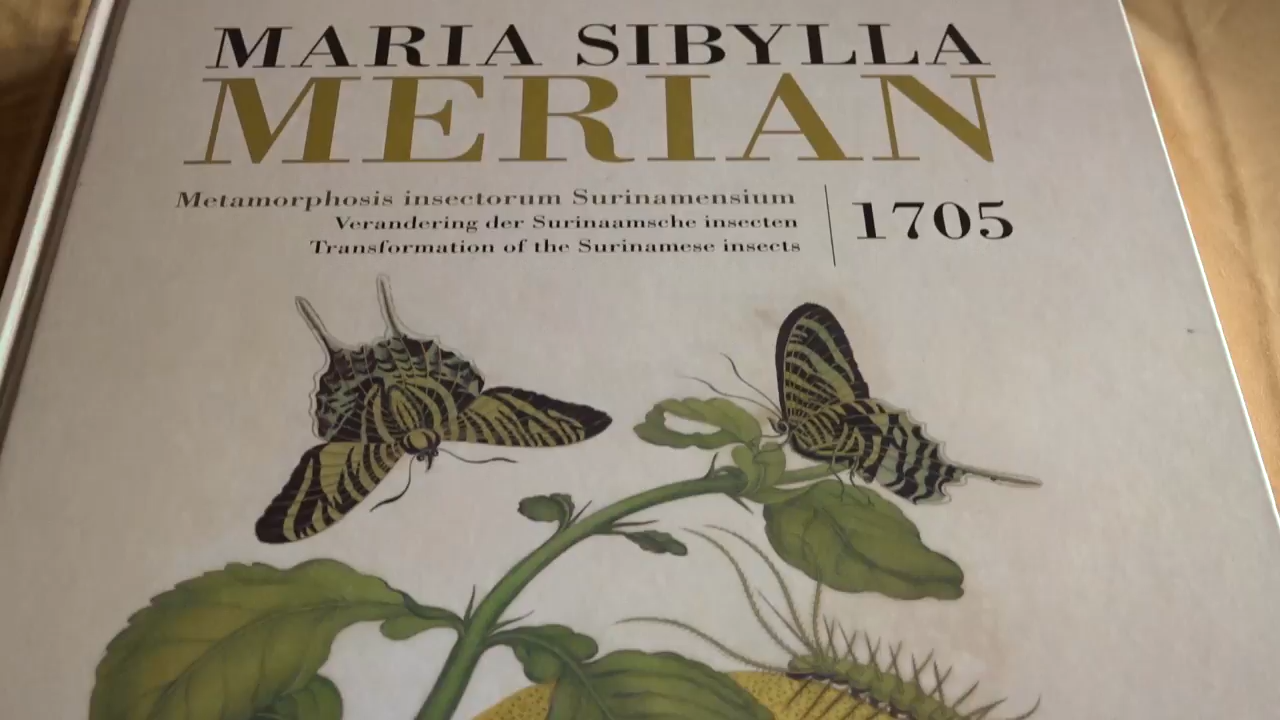 MARIA SIBYLLA
MERIAN
Metamorphosis insectorum Surinamensium
Verandering der Surinaamsche insecten
Transformation of the Surinamese insects
1705